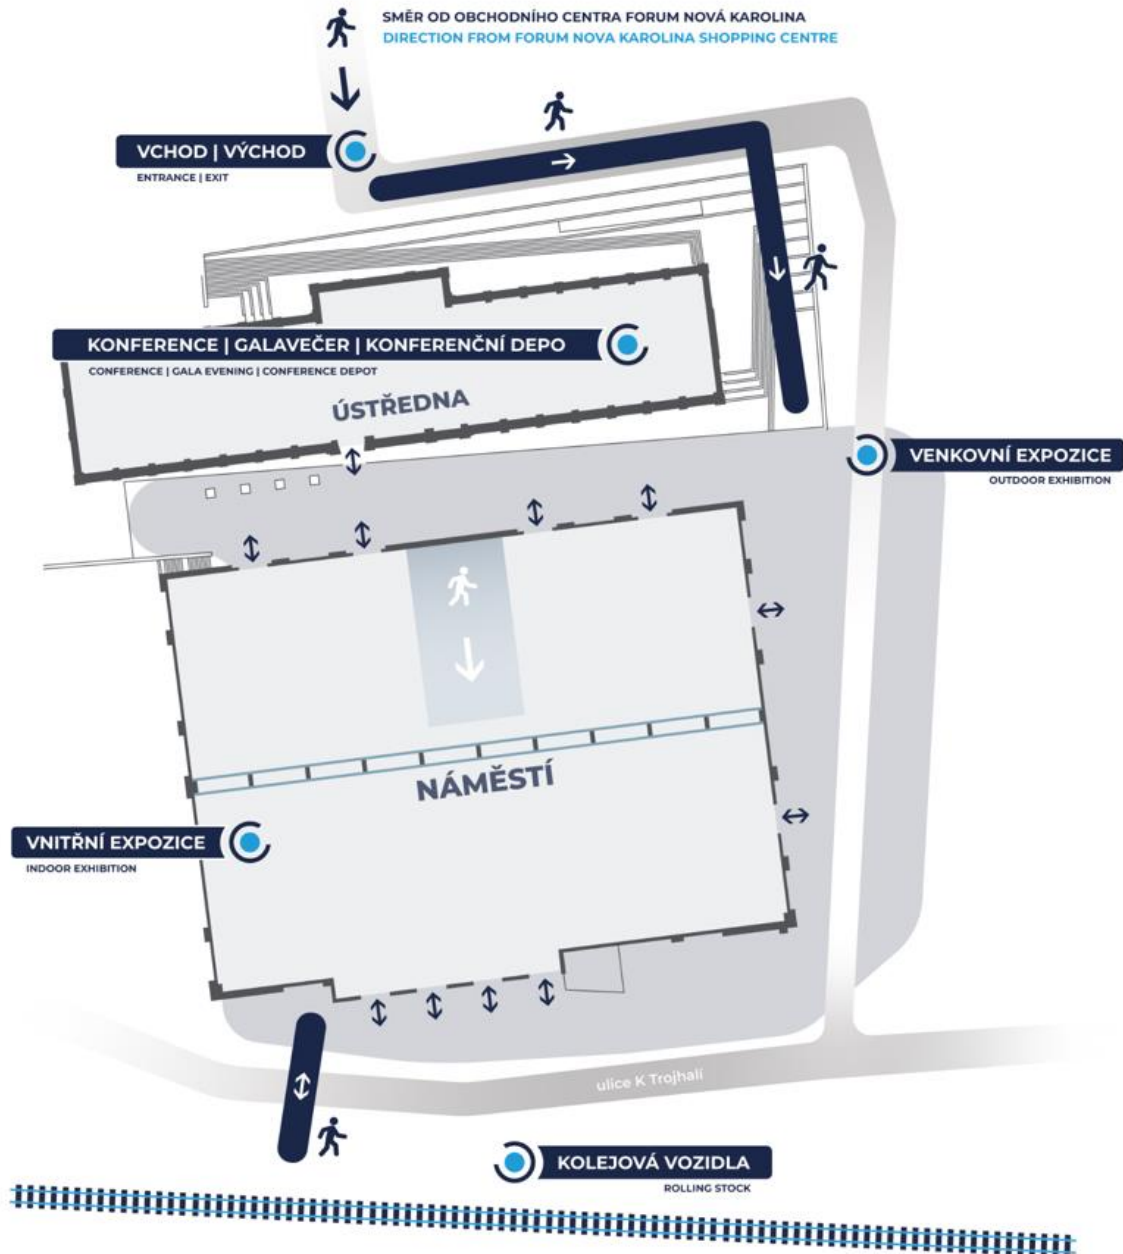 SMĚR OD OBCHODNÍHO CENTRA FORUM NOVÁ KAROLINA
DIRECTION FROM FORUM NOVA KAROLINA SHOPPING CENTRE
VCHOD | VÝCHOD
ENTRANCE | EXIT
KONFERENCE | GALAVEČER | KONFERENČNÍ DEPO
CONFERENCE | GALA EVENING | CONFERENCE DEPOT
ÚSTŘEDNA
VENKOVNÍ EXPOZICE
OUTDOOR EXHIBITION
NÁMĚSTÍ
VNITŘNÍ EXPOZICE
INDOOR EXHIBITION
ulice K Trojhalí
KOLEJOVÁ VOZIDLA
ROLLING STOCK